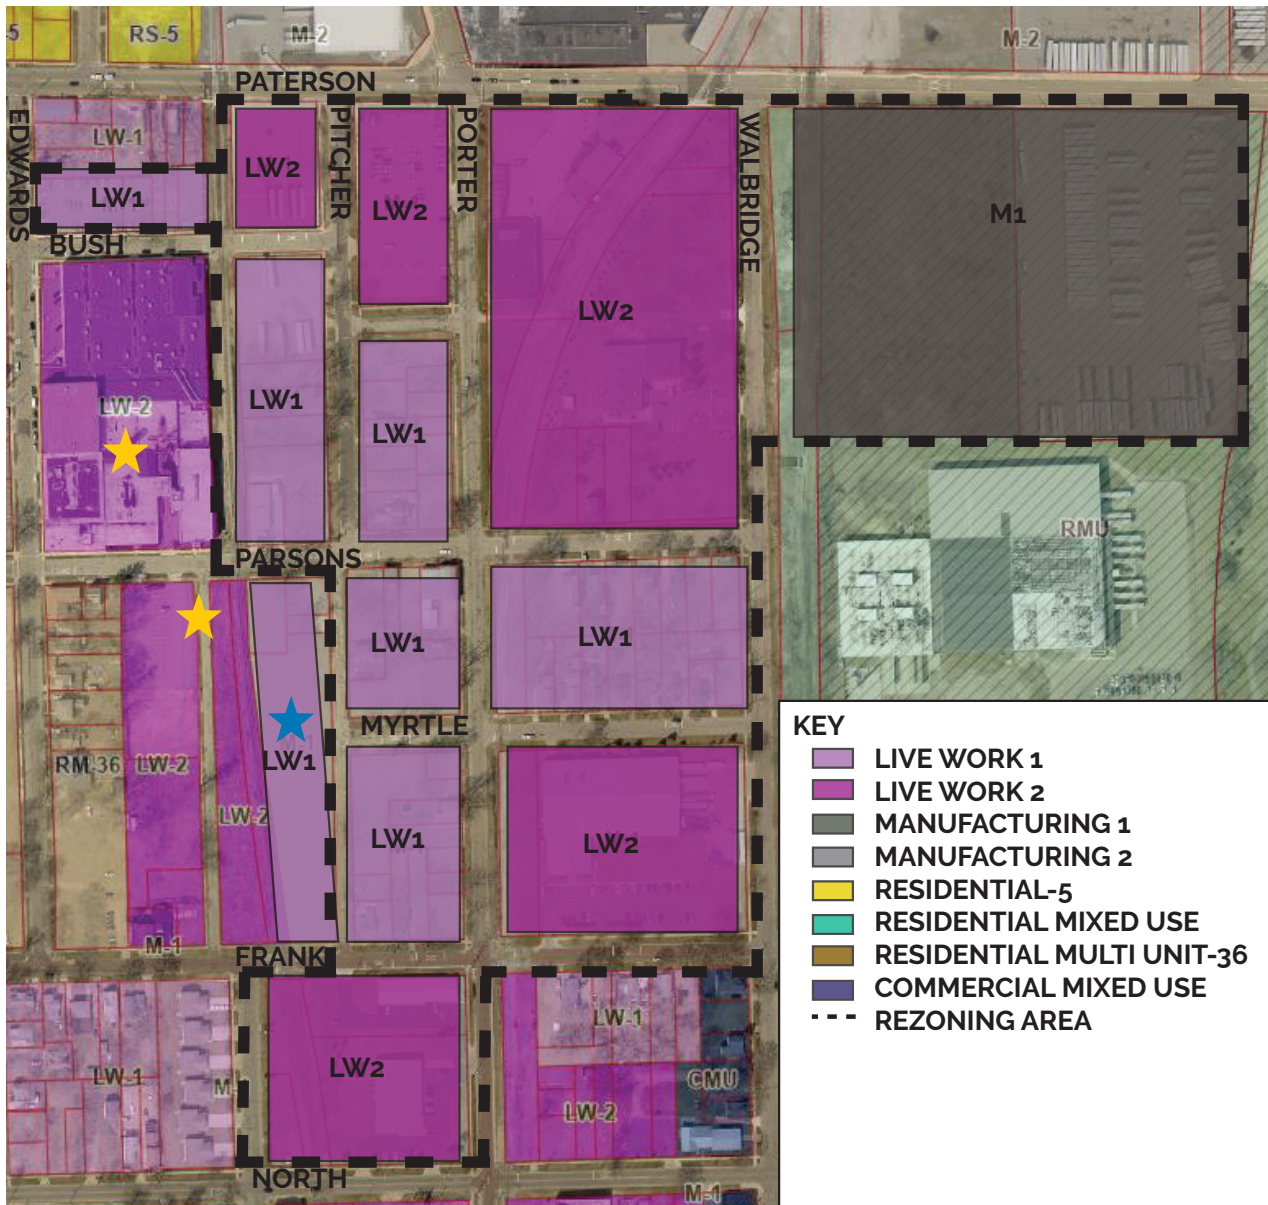 5
RS-5
M-2
M-2
PATERSON
EDWARDS
LW-1
PITCHER
PORTER
WALBRIDGE
LW2
LW1
LW2
M1
BUSH
LW2
LW-2
LW1
LW1
RMU
PARSONS
LW1
LW1
MYRTLE
RM-36
LW-2
LW1
LW-2
LW1
LW2
M-1
FRANK
LW-1
LW-1
M-
LW2
CMU
LW-2
NORTH
M-1
KEY
LIVE WORK 1
LIVE WORK 2
MANUFACTURING 1
MANUFACTURING 2
RESIDENTIAL-5
RESIDENTIAL MIXED USE
RESIDENTIAL MULTI UNIT-36
COMMERCIAL MIXED USE
REZONING AREA